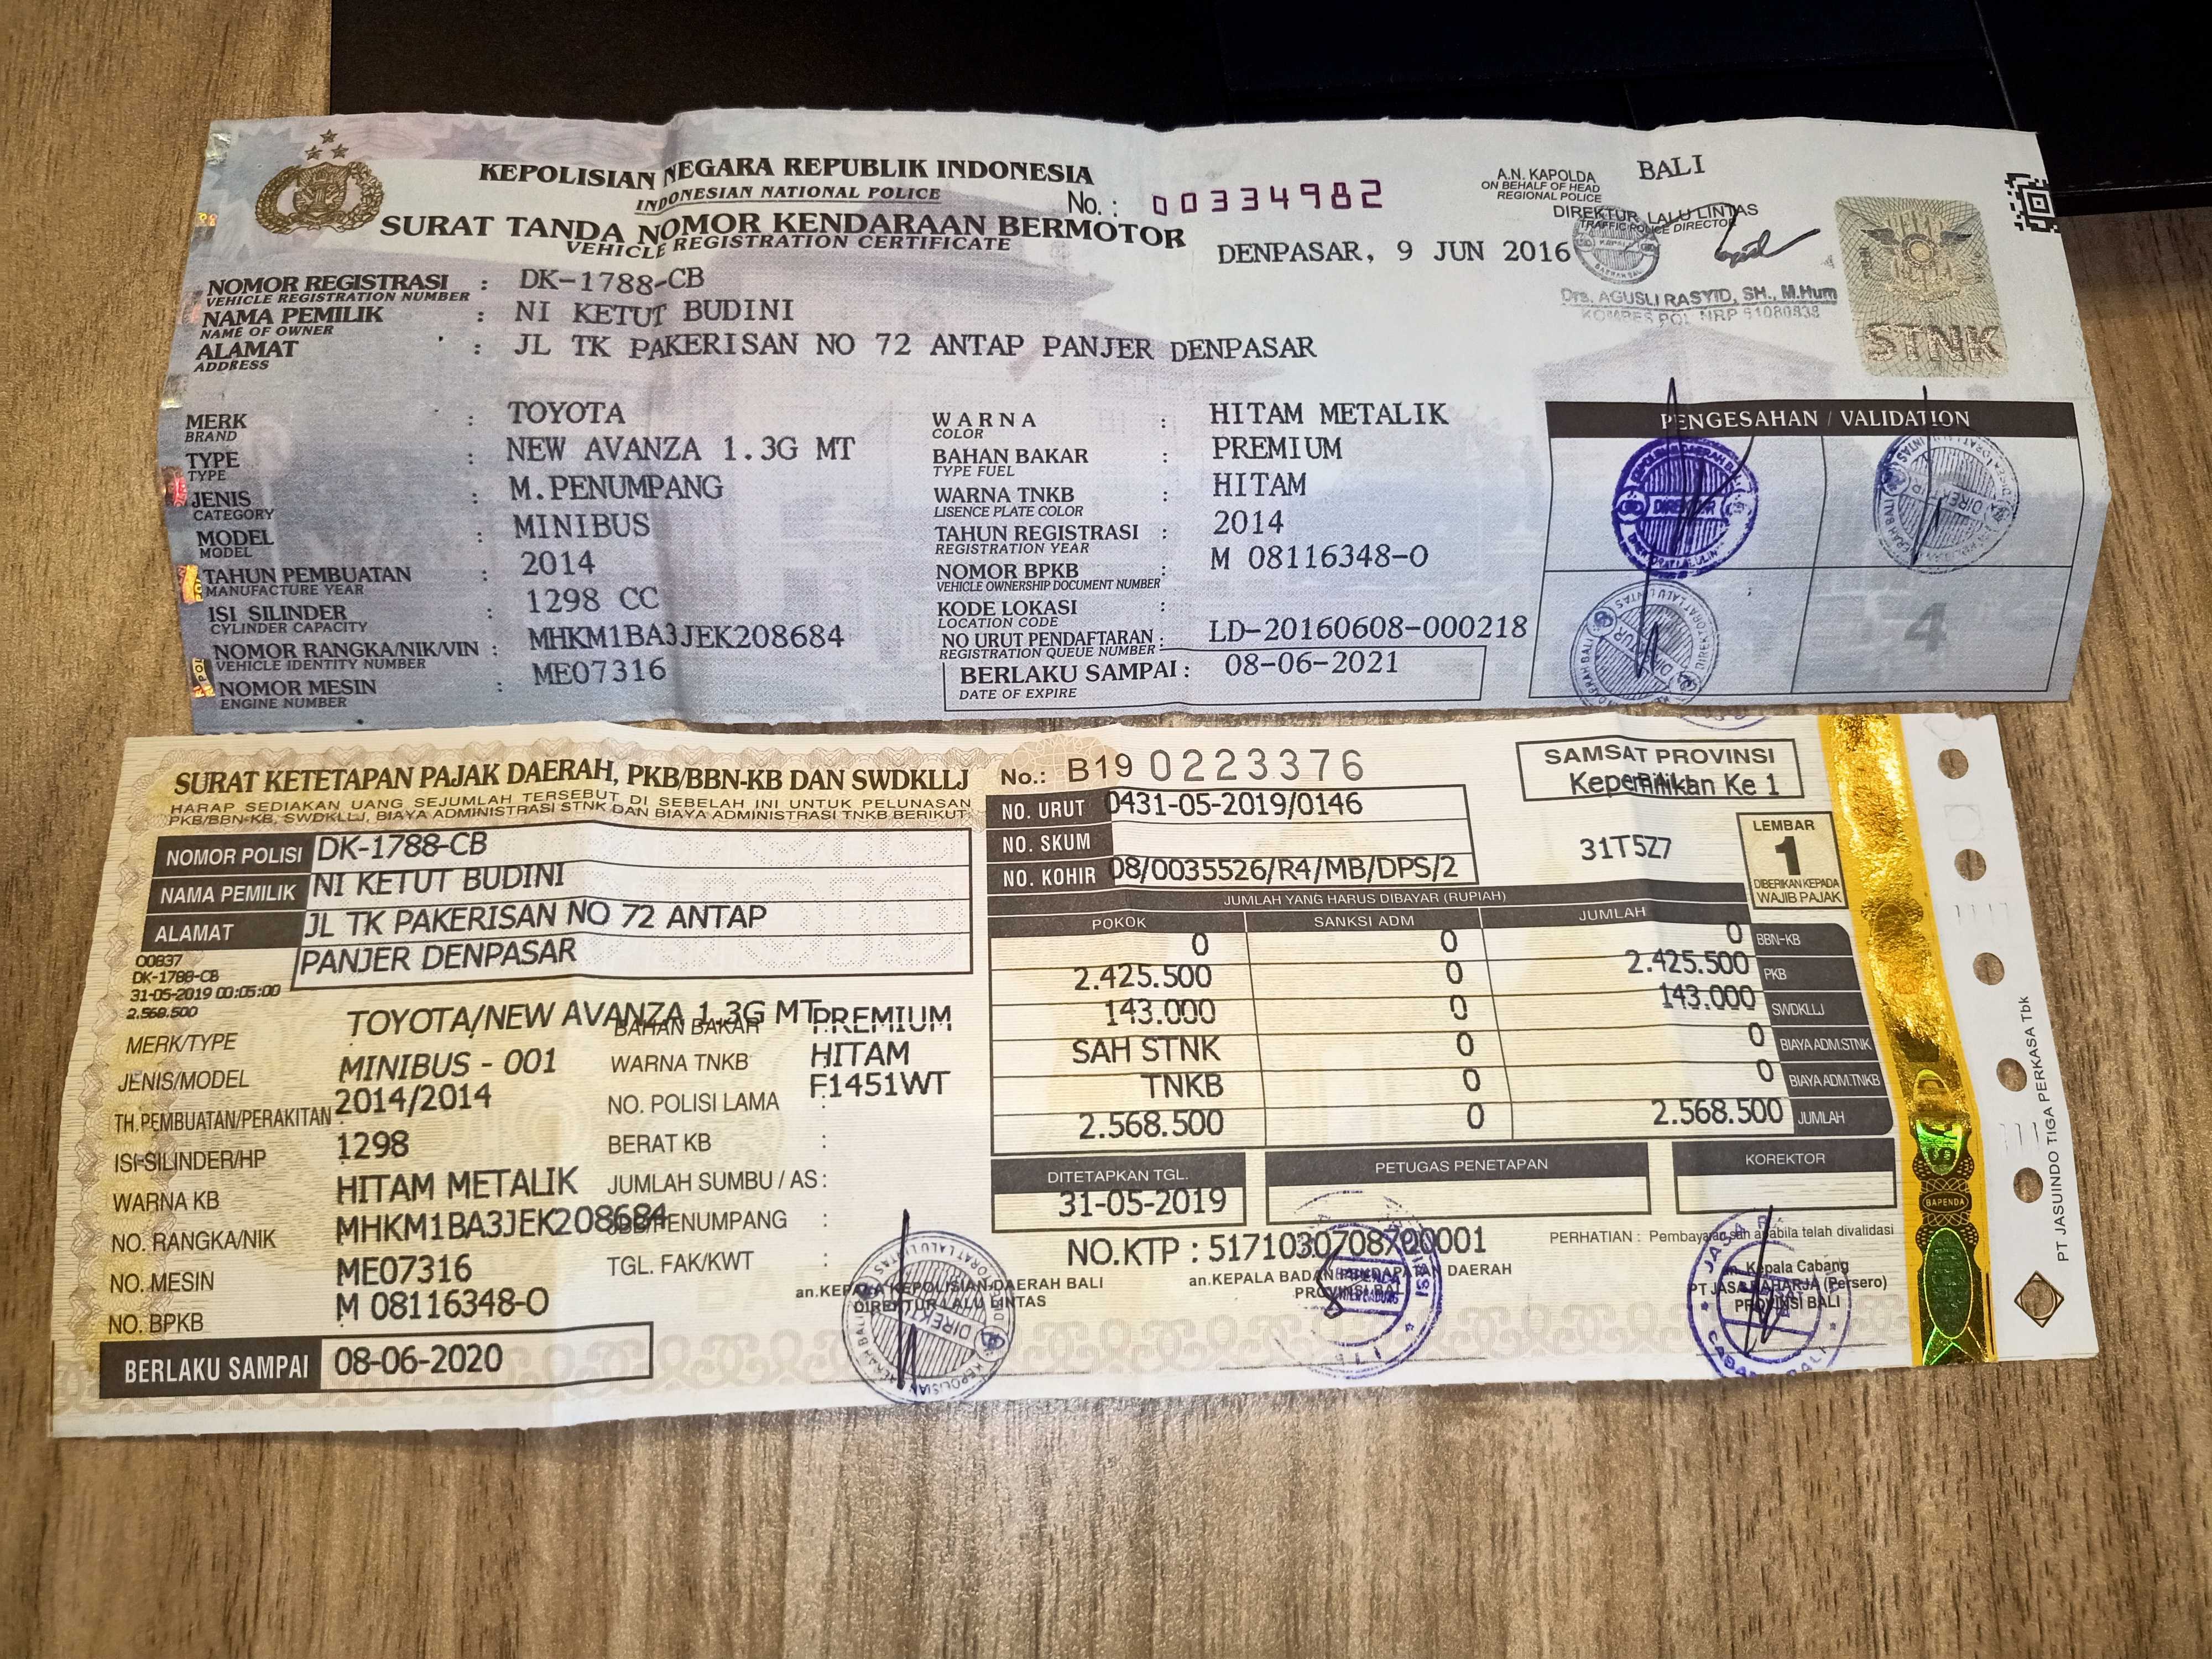 KEPOLISIAN NEGARA REPUBLIK INDONESIA
INDONESIAN NATIONAL POLICE
SURAT TANDA NOMOR KENDARAAN BERMOTOR
VEHICLE REGISTRATION CERTIFICATE
No. : 00334982
DENPASAR, 9 JUN 2016
A.N. KAPOLDA BALI
ON BEHALF OF HEAD
REGIONAL POLICE
DIREKTUR LALU LINTAS
TRAFFIC POLICE DIRECTOR
Drs. AGUSLI RASYID, SH., M.Hum
KOMBES POL NRP
STNK
NOMOR REGISTRASI : DK-1788-CB
VEHICLE REGISTRATION NUMBER
NAMA PEMILIK : NI KETUT BUDINI
NAME OF OWNER
ALAMAT : JL TK PAKERISAN NO 72 ANTAP PANJER DENPASAR
ADDRESS
MERK : TOYOTA
BRAND
TYPE : NEW AVANZA 1.3G MT
TYPE
JENIS : M.PENUMPANG
CATEGORY
MODEL : MINIBUS
MODEL
TAHUN PEMBUATAN : 2014
MANUFACTURE YEAR
ISI SILINDER : 1298 CC
CYLINDER CAPACITY
NOMOR RANGKA/NIK/VIN : MHKM1BA3JEK208684
VEHICLE IDENTITY NUMBER
NOMOR MESIN : ME07316
ENGINE NUMBER
WARNA : HITAM METALIK
COLOR
BAHAN BAKAR : PREMIUM
TYPE FUEL
WARNA TNKB : HITAM
LISENCE PLATE COLOR
TAHUN REGISTRASI : 2014
REGISTRATION YEAR
NOMOR BPKB : M 08116348-O
VEHICLE OWNERSHIP DOCUMENT NUMBER
KODE LOKASI :
LOCATION CODE
NO URUT PENDAFTARAN : LD-20160608-000218
REGISTRATION QUEUE NUMBER
BERLAKU SAMPAI : 08-06-2021
DATE OF EXPIRE
PENGESAHAN / VALIDATION
DIREKTUR
4
SURAT KETETAPAN PAJAK DAERAH, PKB/BBN-KB DAN SWDKLLJ
HARAP SEDIAKAN UANG SEJUMLAH TERSEBUT DI SEBELAH INI UNTUK PELUNASAN
PKB/BBN-KB, SWDKLLJ, BIAYA ADMINISTRASI STNK DAN BIAYA ADMINISTRASI TNKB BERIKUT.
NOMOR POLISI DK-1788-CB
NAMA PEMILIK NI KETUT BUDINI
ALAMAT JL TK PAKERISAN NO 72 ANTAP
PANJER DENPASAR
00837
DK-1788-CB
31-05-2019 00:05:00
2.568.500
MERK/TYPE TOYOTA/NEW AVANZA 1.3G MT
JENIS/MODEL MINIBUS - 001
TH.PEMBUATAN/PERAKITAN : 2014/2014
ISI-SILINDER/HP 1298
WARNA KB HITAM METALIK
NO. RANGKA/NIK MHKM1BA3JEK208684
NO. MESIN ME07316
NO. BPKB M 08116348-O
BERLAKU SAMPAI 08-06-2020
BAHAN BAKAR PREMIUM
WARNA TNKB HITAM
NO. POLISI LAMA F1451WT
BERAT KB :
JUMLAH SUMBU / AS :
PENUMPANG :
TGL. FAK/KWT :
an.KEPALA KEPOLISIAN DAERAH BALI
DIREKTUR LALU LINTAS
No.: B19 0223376
NO. URUT 0431-05-2019/0146
NO. SKUM
NO. KOHIR 08/0035526/R4/MB/DPS/2
SAMSAT PROVINSI
Kepemilikan Ke 1
31T5Z7
LEMBAR
1
DIBERIKAN KEPADA
WAJIB PAJAK
JUMLAH YANG HARUS DIBAYAR (RUPIAH)
POKOK SANKSI ADM JUMLAH
0 0 0 BBN-KB
2.425.500 0 2.425.500 PKB
143.000 0 143.000 SWDKLLJ
SAH STNK 0 0 BIAYA ADM.STNK
TNKB 0 0 BIAYA ADM.TNKB
2.568.500 0 2.568.500 JUMLAH
DITETAPKAN TGL. PETUGAS PENETAPAN KOREKTOR
31-05-2019
NO.KTP : 5171030708700001
PERHATIAN : Pembayaran sah apabila telah divalidasi
an.KEPALA BADAN PENDAPATAN DAERAH
PROVINSI BALI
an. Kepala Cabang
PT JASA RAHARJA (Persero)
PROVINSI BALI
BAPENDA
PT JASUINDO TIGA PERKASA Tbk